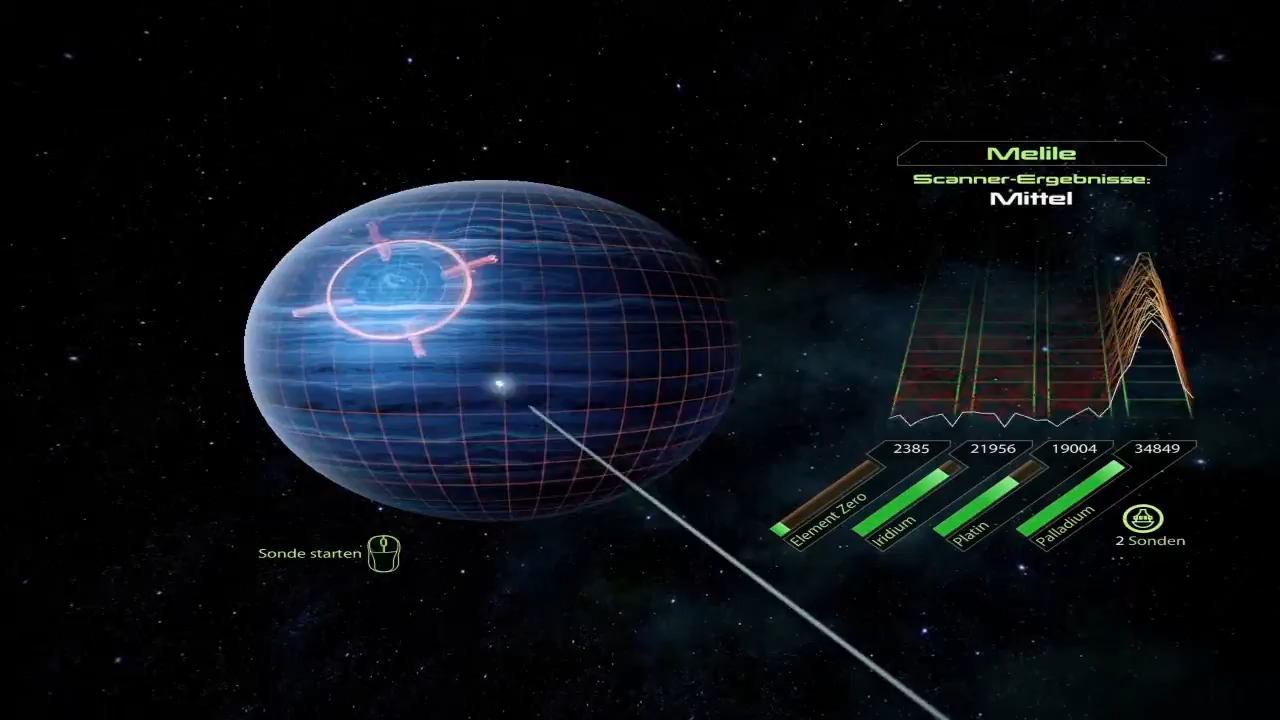 Melile
Scanner-Ergebnisse:
Mittel
2385 21956 19004 34849
Element Zero
Iridium
Platin
Palladium
2 Sonden
Sonde starten